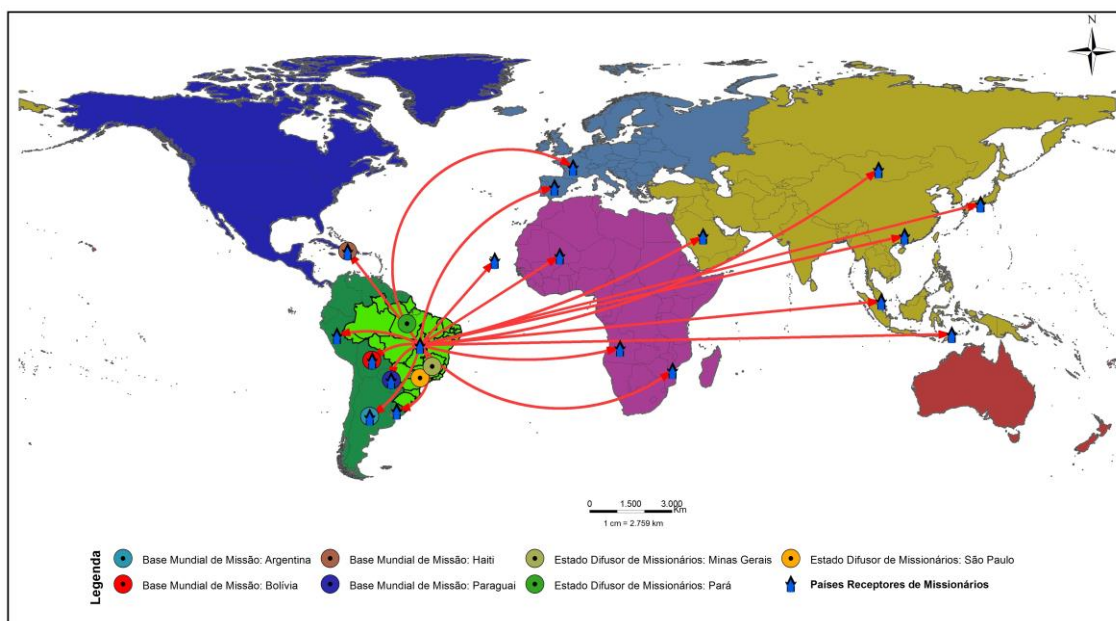 N
0 1.500 3.000
Km
1 cm = 2.759 km
Legenda
Base Mundial de Missão: Argentina
Base Mundial de Missão: Haiti
Estado Difusor de Missionários: Minas Gerais
Estado Difusor de Missionários: São Paulo
Base Mundial de Missão: Bolívia
Base Mundial de Missão: Paraguai
Estado Difusor de Missionários: Pará
Países Receptores de Missionários